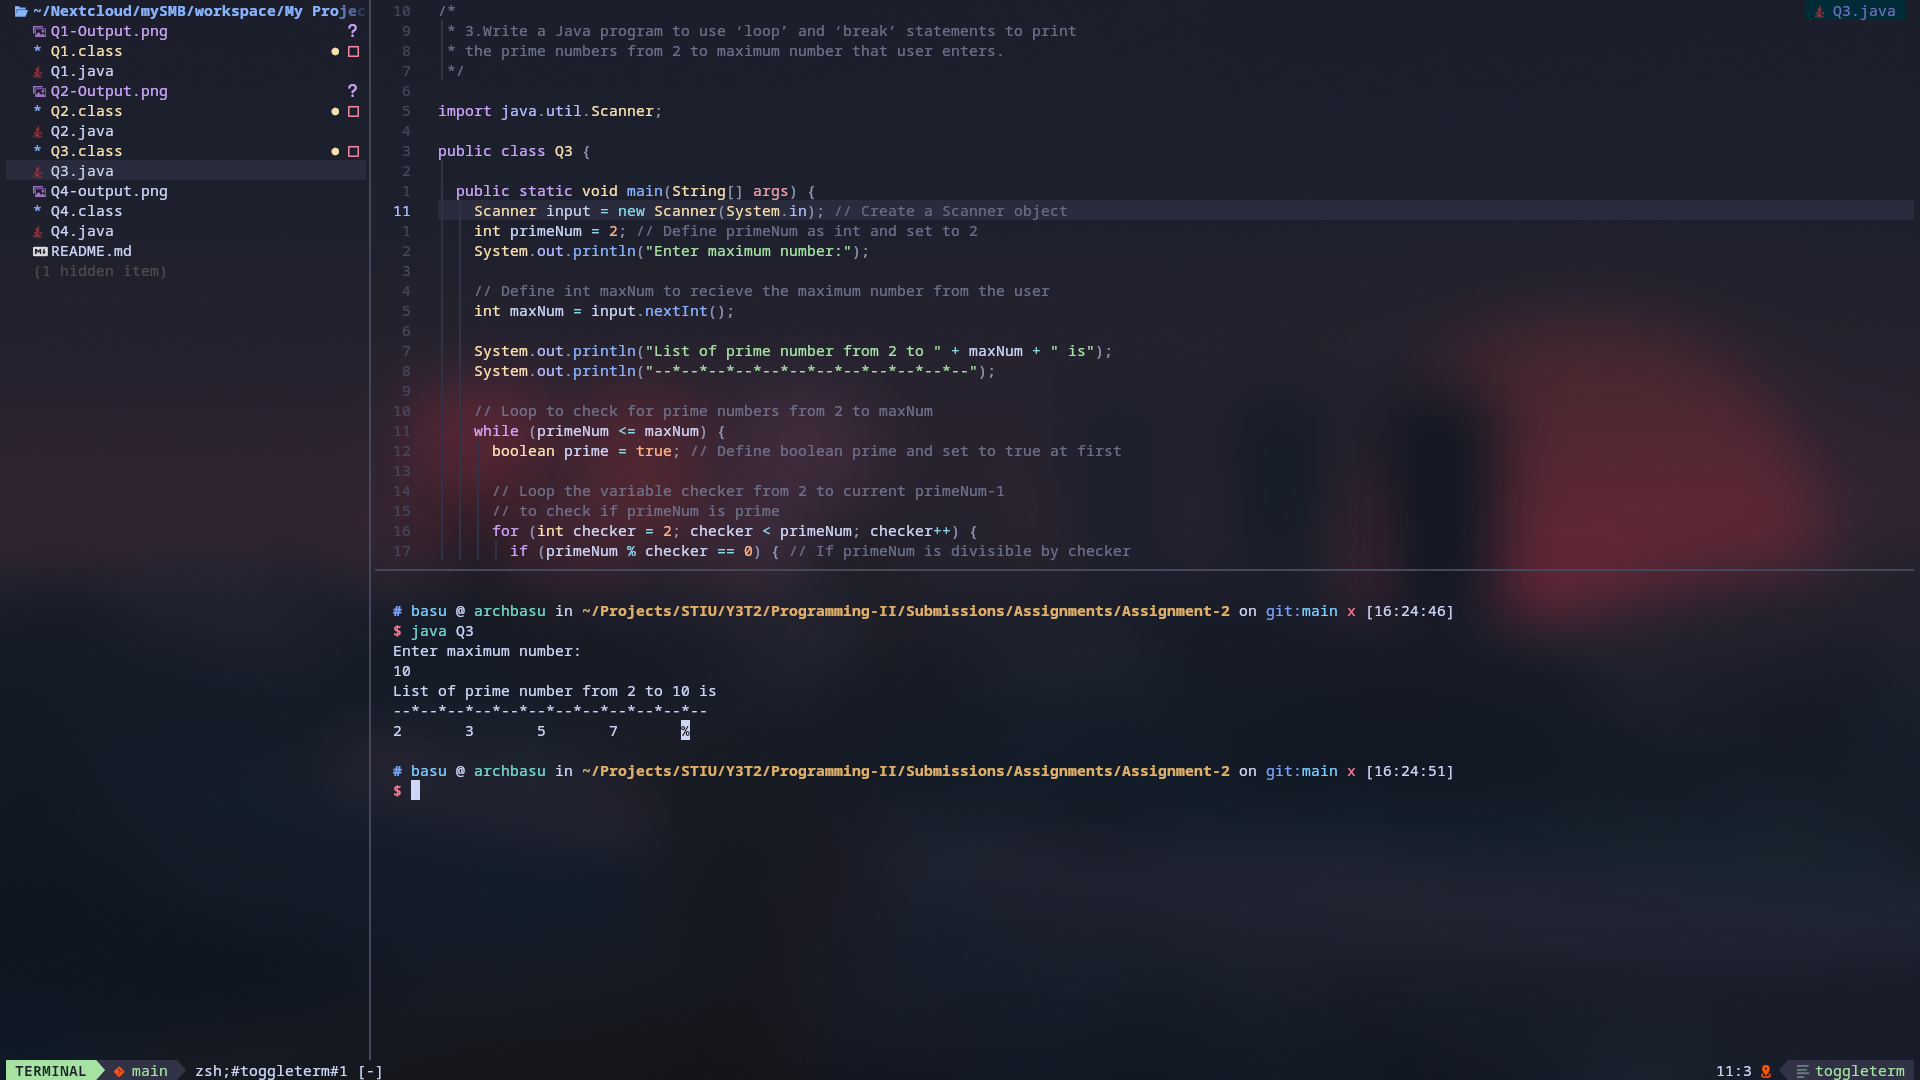 ~/Nextcloud/mySMB/workspace/My Projec
Q1-Output.png ?
* Q1.class
Q1.java
Q2-Output.png ?
* Q2.class
Q2.java
* Q3.class
Q3.java
Q4-output.png
* Q4.class
Q4.java
README.md
(1 hidden item)
Q3.java
10 /*
9 * 3.Write a Java program to use ‘loop’ and ‘break’ statements to print
8 * the prime numbers from 2 to maximum number that user enters.
7 */
6
5 import java.util.Scanner;
4
3 public class Q3 {
2
1 public static void main(String[] args) {
11 Scanner input = new Scanner(System.in); // Create a Scanner object
1 int primeNum = 2; // Define primeNum as int and set to 2
2 System.out.println("Enter maximum number:");
3
4 // Define int maxNum to recieve the maximum number from the user
5 int maxNum = input.nextInt();
6
7 System.out.println("List of prime number from 2 to " + maxNum + " is");
8 System.out.println("--*--*--*--*--*--*--*--*--*--*--*--");
9
10 // Loop to check for prime numbers from 2 to maxNum
11 while (primeNum <= maxNum) {
12 boolean prime = true; // Define boolean prime and set to true at first
13
14 // Loop the variable checker from 2 to current primeNum-1
15 // to check if primeNum is prime
16 for (int checker = 2; checker < primeNum; checker++) {
17 if (primeNum % checker == 0) { // If primeNum is divisible by checker
# basu @ archbasu in ~/Projects/STIU/Y3T2/Programming-II/Submissions/Assignments/Assignment-2 on git:main x [16:24:46]
$ java Q3
Enter maximum number:
10
List of prime number from 2 to 10 is
--*--*--*--*--*--*--*--*--*--*--*--
2 3 5 7 %
# basu @ archbasu in ~/Projects/STIU/Y3T2/Programming-II/Submissions/Assignments/Assignment-2 on git:main x [16:24:51]
$
TERMINAL main zsh;#toggleterm#1 [-] 11:3 toggleterm